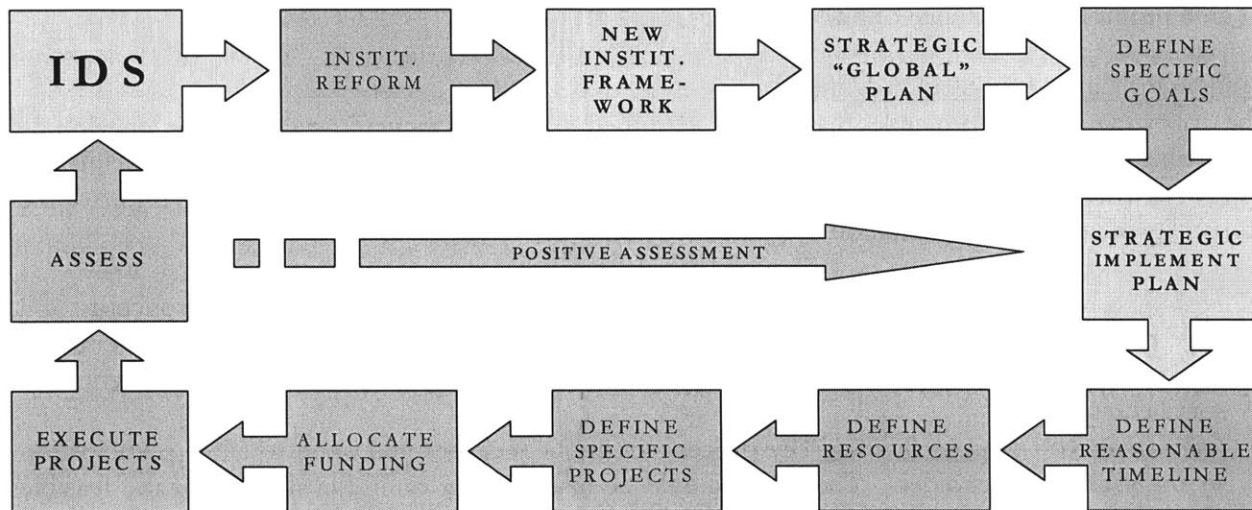 IDS
INSTIT.
REFORM
NEW
INSTIT.
FRAME-
WORK
STRATEGIC
“GLOBAL”
PLAN
DEFINE
SPECIFIC
GOALS
ASSESS
POSITIVE ASSESSMENT
STRATEGIC
IMPLEMENT
PLAN
EXECUTE
PROJECTS
ALLOCATE
FUNDING
DEFINE
SPECIFIC
PROJECTS
DEFINE
RESOURCES
DEFINE
REASONABLE
TIMELINE